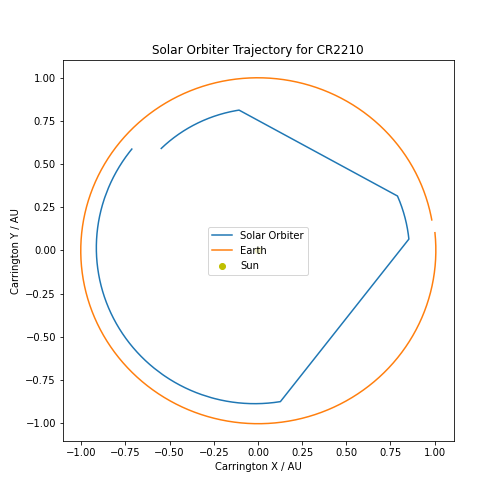 Solar Orbiter Trajectory for CR2210
Carrington Y / AU
1.00
0.75
0.50
0.25
0.00
−0.25
−0.50
−0.75
−1.00
Solar Orbiter
Earth
Sun
−1.00 −0.75 −0.50 −0.25 0.00 0.25 0.50 0.75 1.00
Carrington X / AU